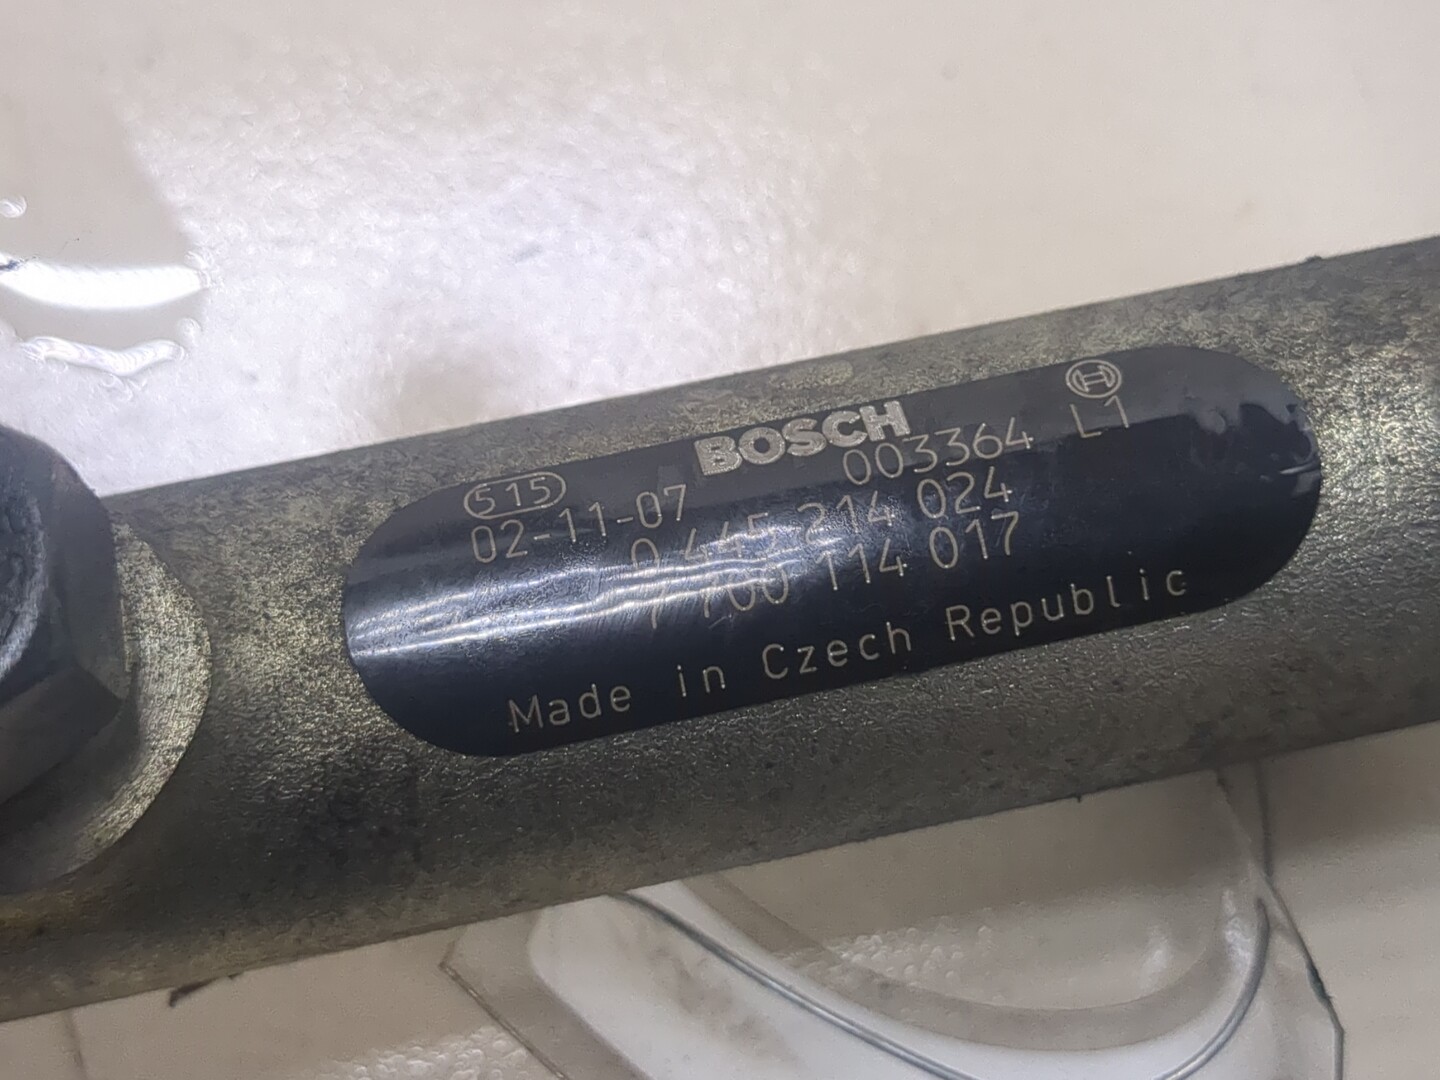 BOSCH
515
02-11-07 003364 L1
0 445 214 024
7 700 114 017
Made in Czech Republic